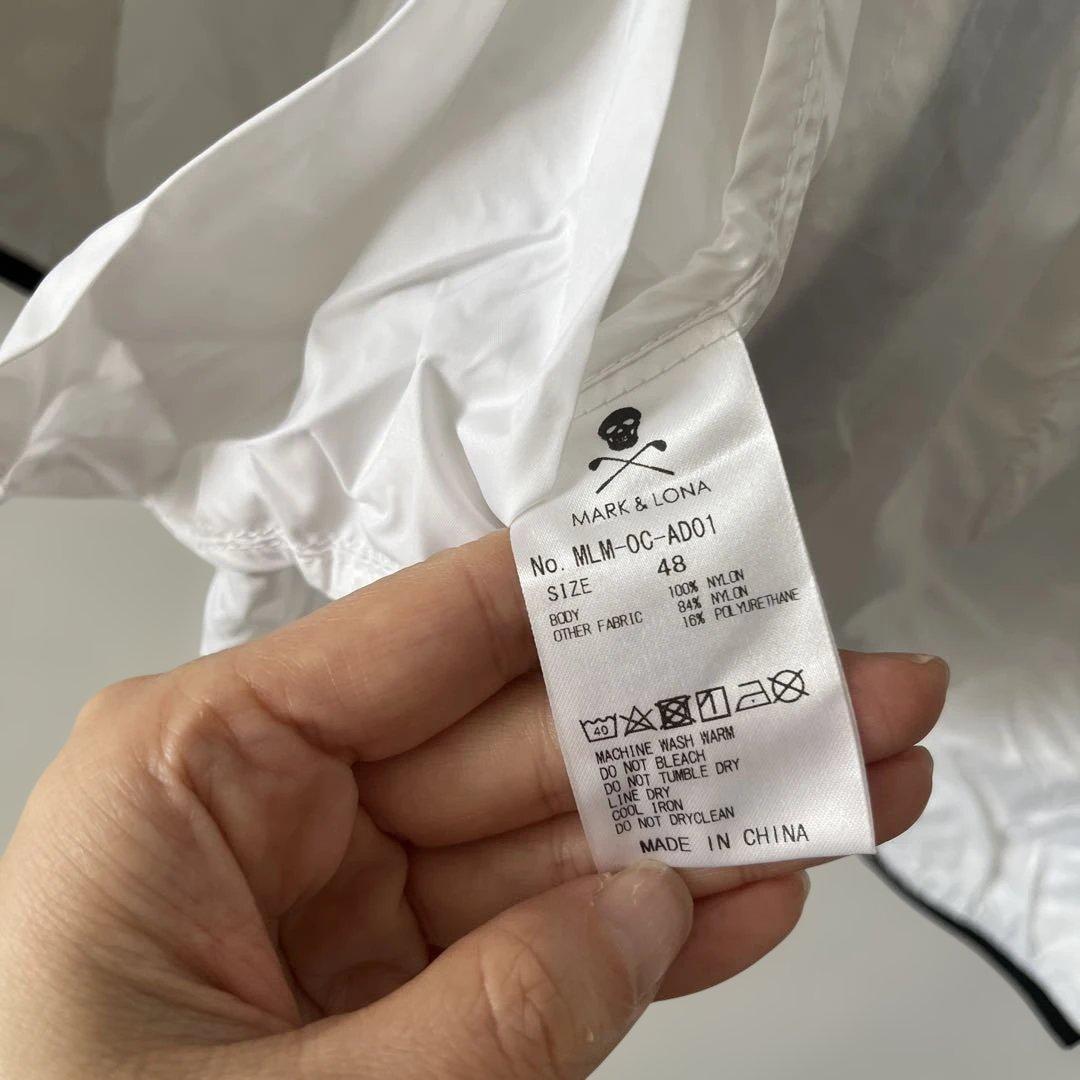 MARK & LONA
No. MLM-0C-AD01
SIZE 48
BODY 100% NYLON
OTHER FABRIC 84% NYLON
16% POLYURETHANE
40
MACHINE WASH WARM
DO NOT BLEACH
DO NOT TUMBLE DRY
LINE DRY
COOL IRON
DO NOT DRYCLEAN
MADE IN CHINA